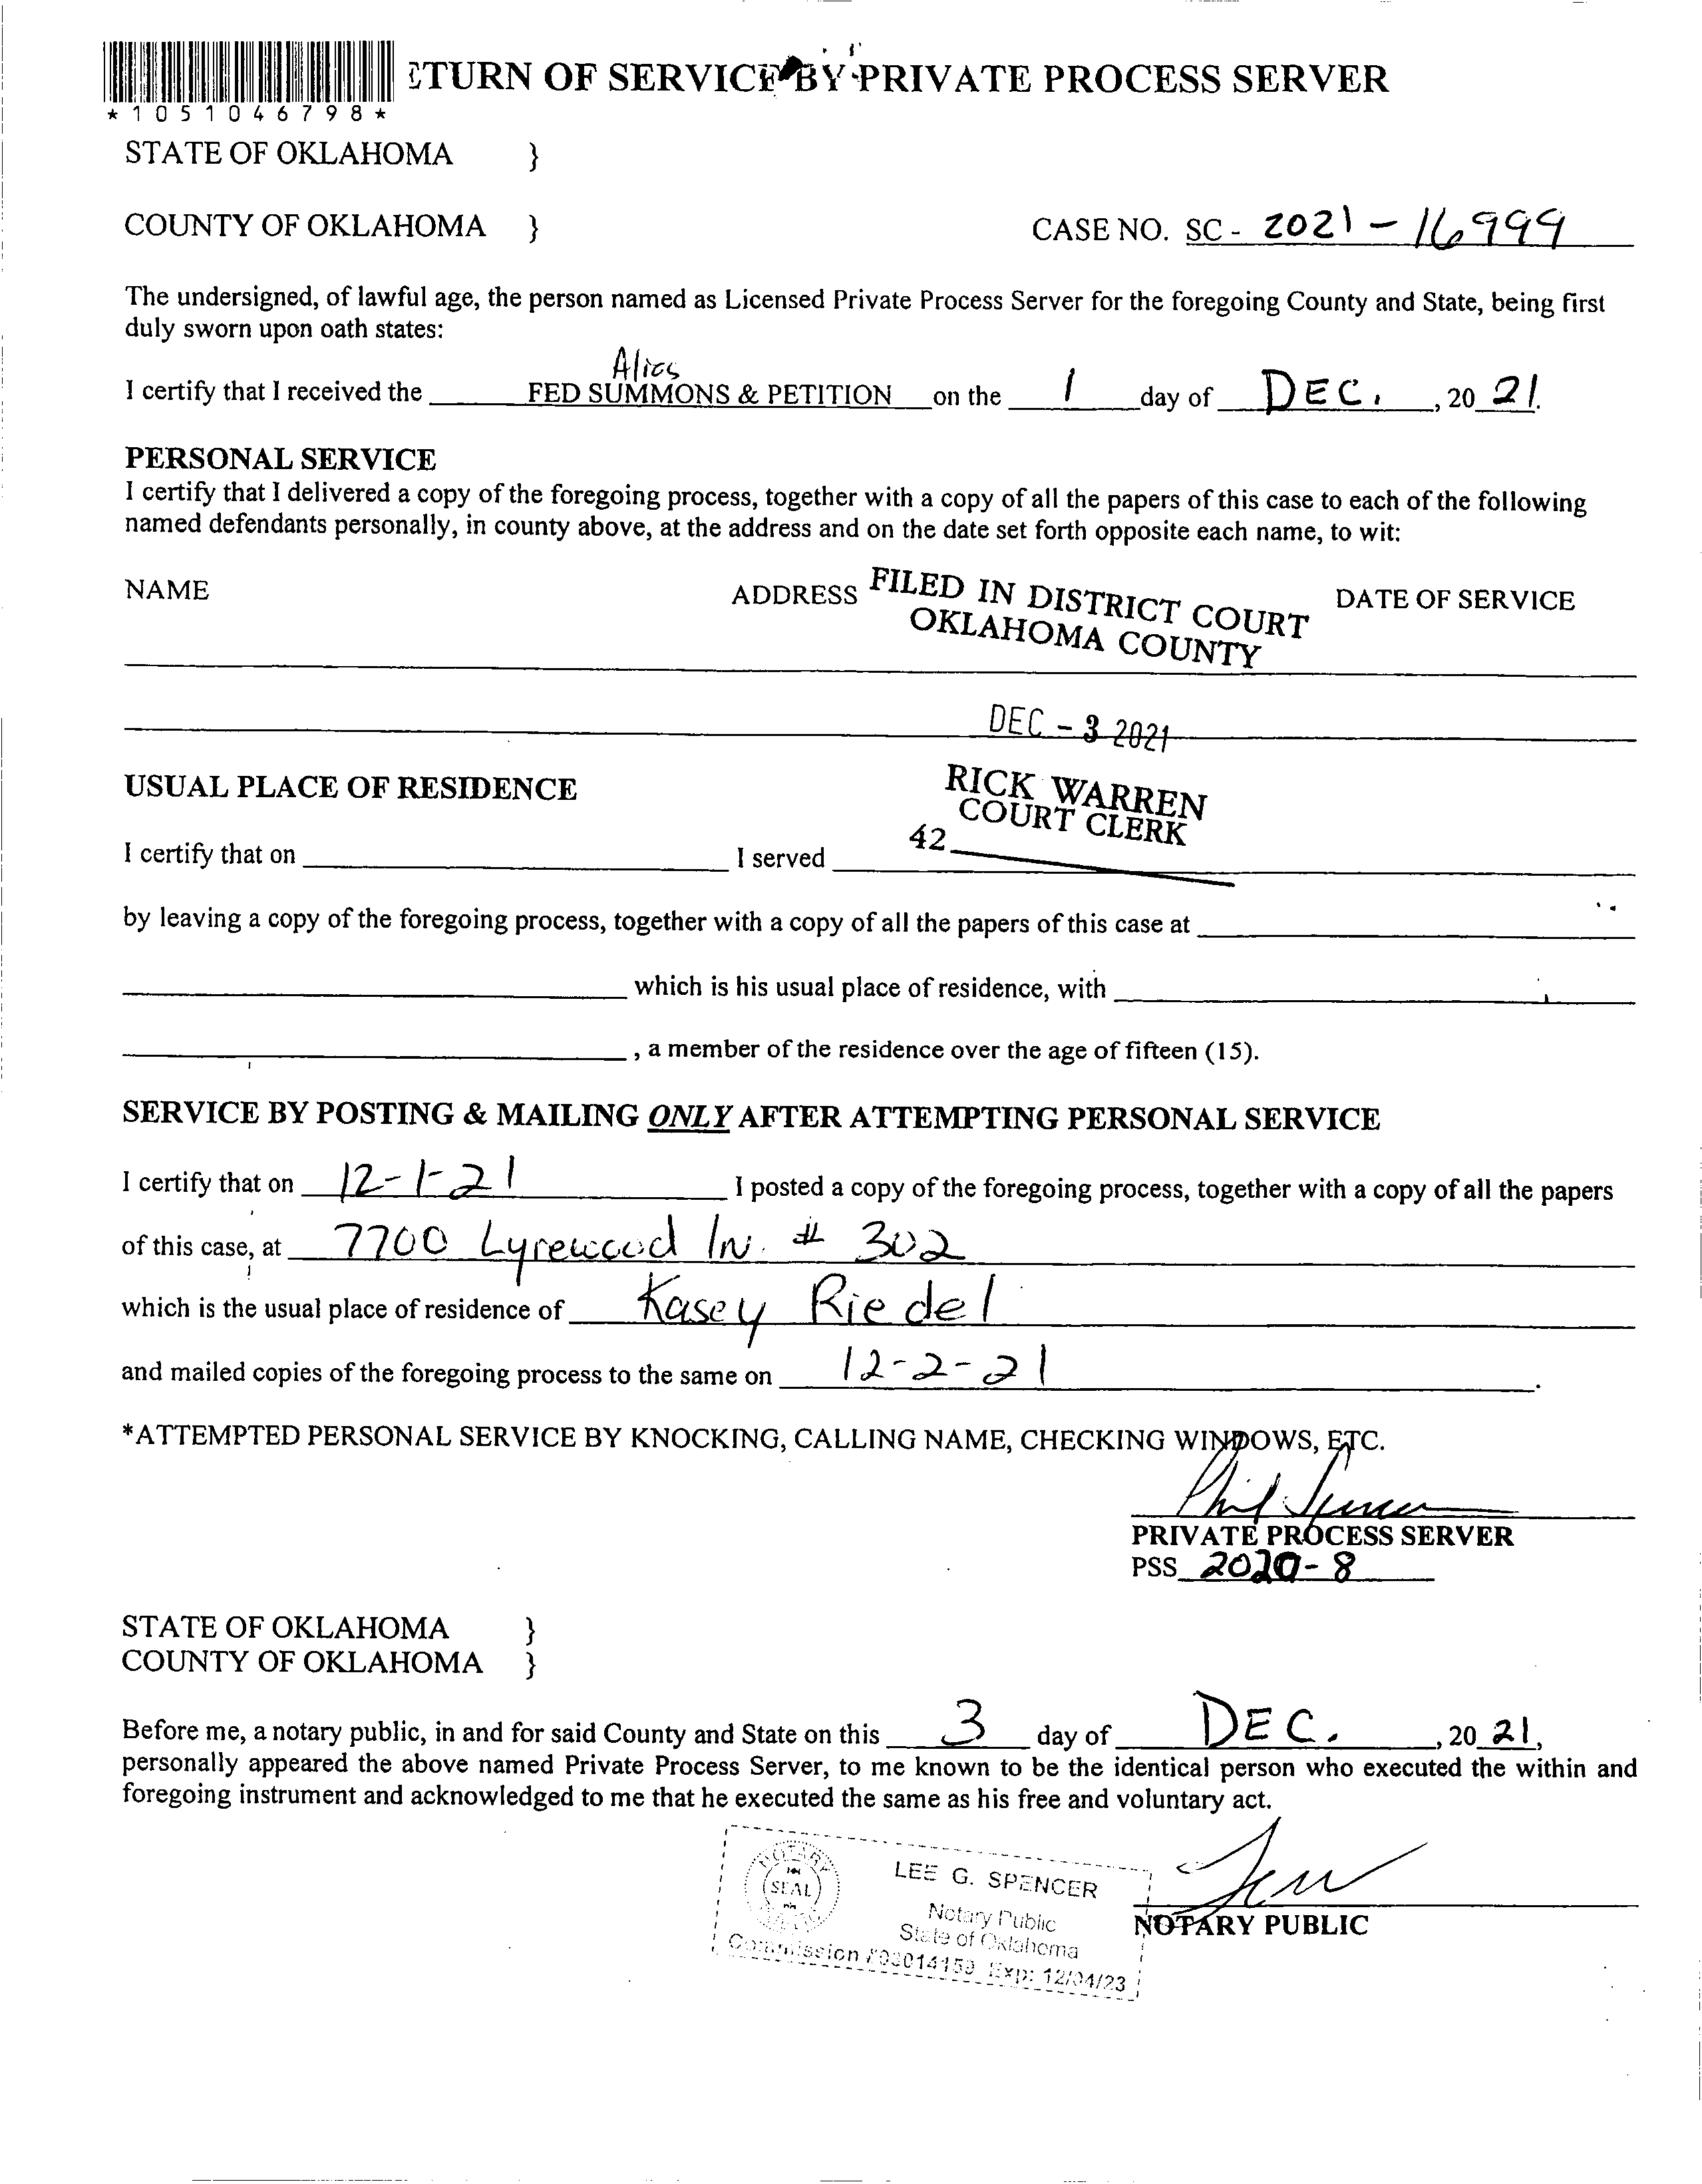 ETURN OF SERVICE BY PRIVATE PROCESS SERVER
* 1 0 5 1 0 4 6 7 9 8 *
STATE OF OKLAHOMA }
COUNTY OF OKLAHOMA } CASE NO. SC - 2021 - 16999
The undersigned, of lawful age, the person named as Licensed Private Process Server for the foregoing County and State, being first
duly sworn upon oath states:
Alias
I certify that I received the FED SUMMONS & PETITION on the 1 day of DEC. , 20 21.
PERSONAL SERVICE
I certify that I delivered a copy of the foregoing process, together with a copy of all the papers of this case to each of the following
named defendants personally, in county above, at the address and on the date set forth opposite each name, to wit:
NAME ADDRESS DATE OF SERVICE
FILED IN DISTRICT COURT
OKLAHOMA COUNTY
DEC - 3 2021
RICK WARREN
COURT CLERK
42
USUAL PLACE OF RESIDENCE
I certify that on I served
by leaving a copy of the foregoing process, together with a copy of all the papers of this case at
which is his usual place of residence, with
, a member of the residence over the age of fifteen (15).
SERVICE BY POSTING & MAILING ONLY AFTER ATTEMPTING PERSONAL SERVICE
I certify that on 12-1-21 I posted a copy of the foregoing process, together with a copy of all the papers
of this case, at 7700 Lyrewood ln. # 302
which is the usual place of residence of Kasey Riedel
and mailed copies of the foregoing process to the same on 12-2-21.
*ATTEMPTED PERSONAL SERVICE BY KNOCKING, CALLING NAME, CHECKING WINDOWS, ETC.
PRIVATE PROCESS SERVER
PSS 2020-8
STATE OF OKLAHOMA }
COUNTY OF OKLAHOMA }
Before me, a notary public, in and for said County and State on this 3 day of DEC. , 20 21,
personally appeared the above named Private Process Server, to me known to be the identical person who executed the within and
foregoing instrument and acknowledged to me that he executed the same as his free and voluntary act.
NOTARY
SEAL
LEE G. SPENCER
Notary Public
State of Oklahoma
Commission #03014159 Exp: 12/04/23
NOTARY PUBLIC